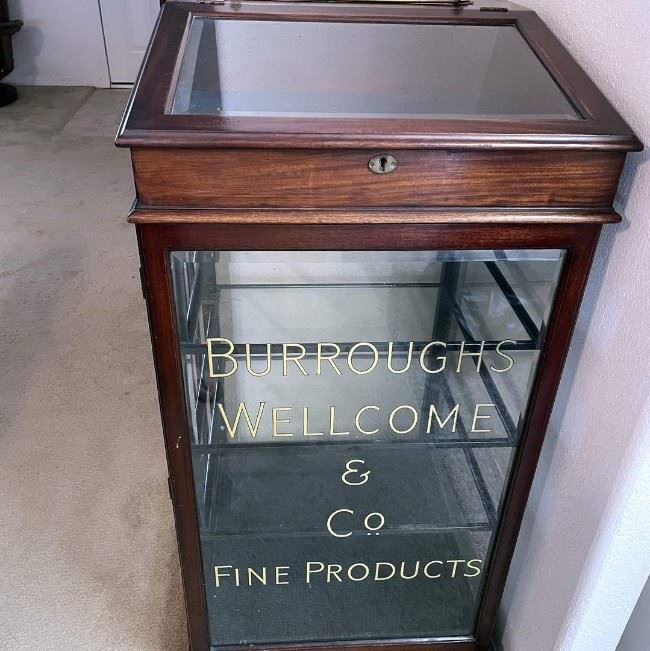 BURROUGHS
WELLCOME
&
Co
FINE PRODUCTS